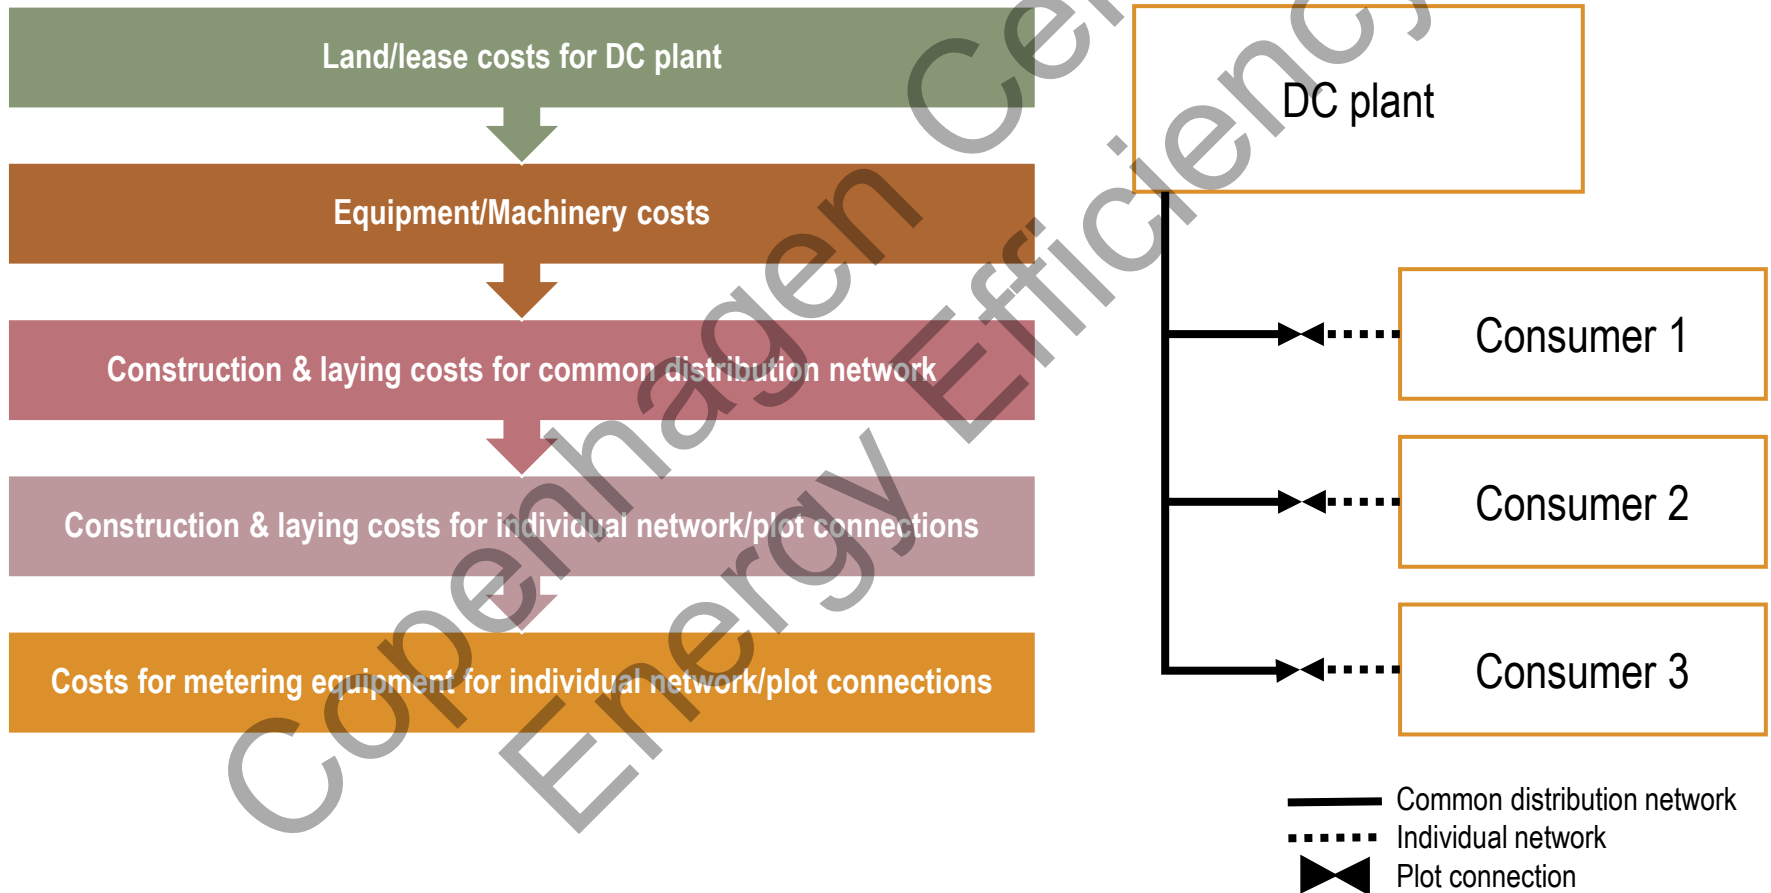 Land/lease costs for DC plant
Equipment/Machinery costs
Construction & laying costs for common distribution network
Construction & laying costs for individual network/plot connections
Costs for metering equipment for individual network/plot connections
DC plant
Consumer 1
Consumer 2
Consumer 3
Common distribution network
Individual network
Plot connection
Copenhagen Cen
Energy Efficiency